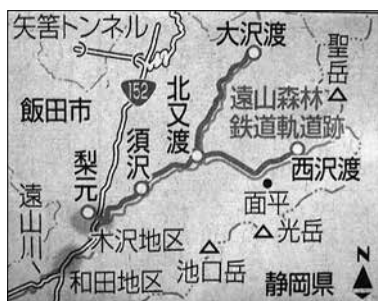 矢筈トンネル
大沢渡
聖岳
152
飯田市
北又渡
遠山森林
鉄道軌道跡
須沢
梨元
西沢渡
面平
遠山川
木沢地区
光岳
池口岳
和田地区
静岡県
N